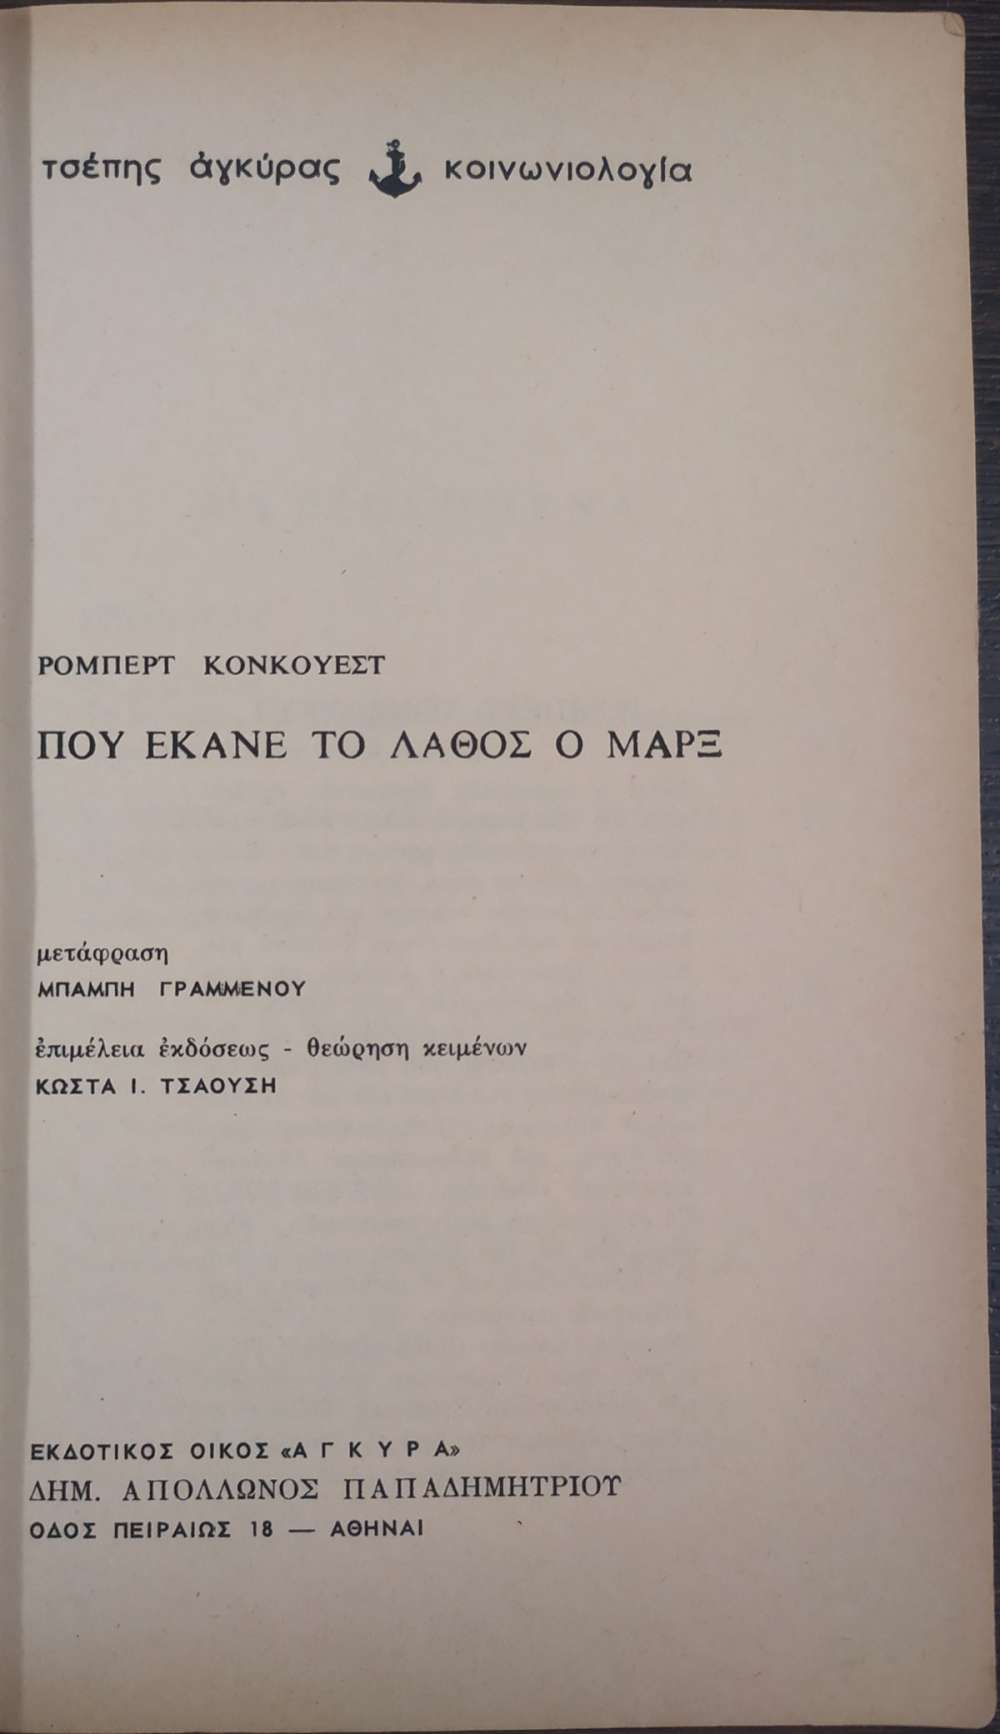 τσέπης ἀγκύρας κοινωνιολογία
ΡΟΜΠΕΡΤ ΚΟΝΚΟΥΕΣΤ
ΠΟΥ ΕΚΑΝΕ ΤΟ ΛΑΘΟΣ Ο ΜΑΡΞ
μετάφραση
ΜΠΑΜΠΗ ΓΡΑΜΜΕΝΟΥ
ἐπιμέλεια ἐκδόσεως - θεώρηση κειμένων
ΚΩΣΤΑ Ι. ΤΣΑΟΥΣΗ
ΕΚΔΟΤΙΚΟΣ ΟΙΚΟΣ «Α Γ Κ Υ Ρ Α»
ΔΗΜ. ΑΠΟΛΛΩΝΟΣ ΠΑΠΑΔΗΜΗΤΡΙΟΥ
ΟΔΟΣ ΠΕΙΡΑΙΩΣ 18 — ΑΘΗΝΑΙ